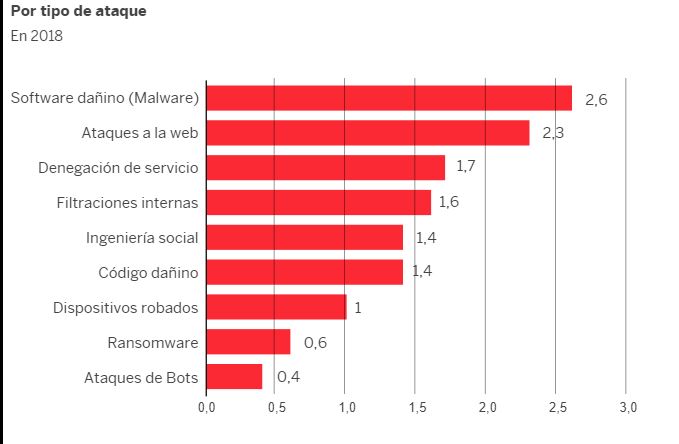 Por tipo de ataque
En 2018
Software dañino (Malware) 2,6
Ataques a la web 2,3
Denegación de servicio 1,7
Filtraciones internas 1,6
Ingeniería social 1,4
Código dañino 1,4
Dispositivos robados 1
Ransomware 0,6
Ataques de Bots 0,4
0,0 0,5 1,0 1,5 2,0 2,5 3,0